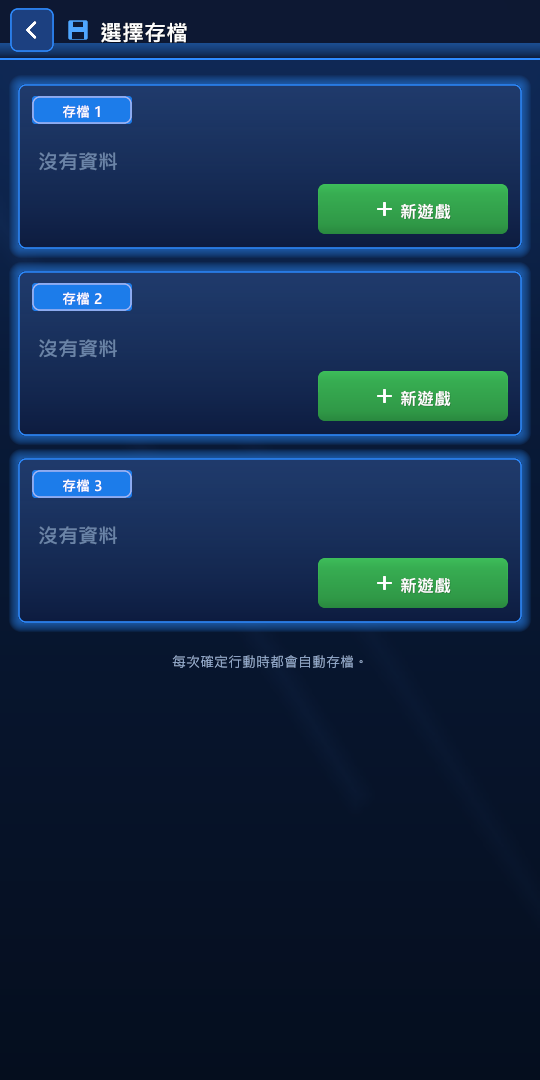 選擇存檔
存檔 1
沒有資料
新遊戲
存檔 2
沒有資料
新遊戲
存檔 3
沒有資料
新遊戲
每次確定行動時都會自動存檔。